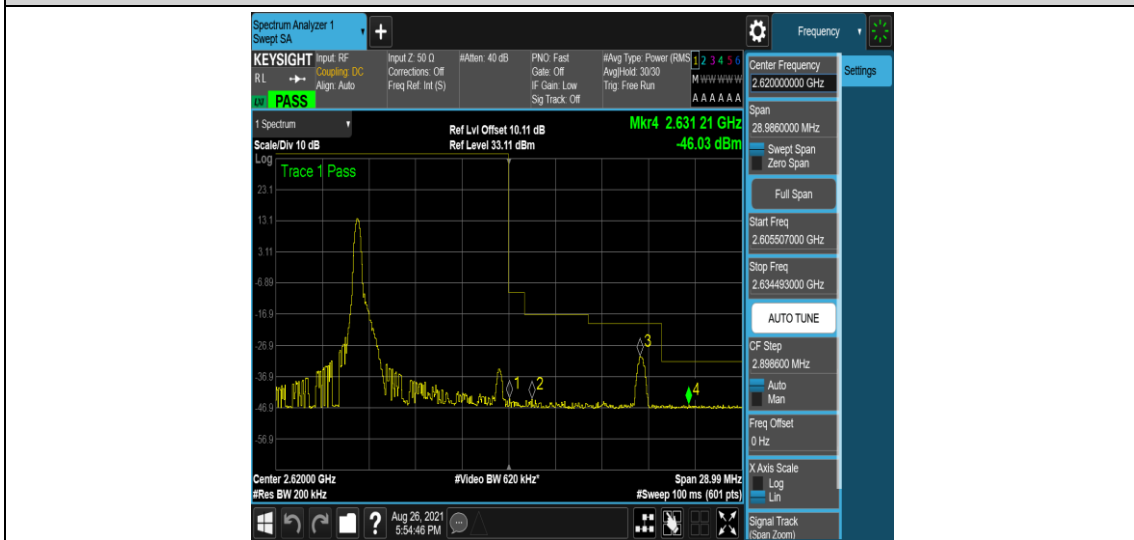 Spectrum Analyzer 1
Swept SA
+
Frequency
KEYSIGHT
RL
LXI
PASS
Input: RF
Coupling: DC
Align: Auto
Input Z: 50 Ω
Corrections: Off
Freq Ref: Int (S)
#Atten: 40 dB
PNO: Fast
Gate: Off
IF Gain: Low
Sig Track: Off
#Avg Type: Power (RMS
Avg|Hold: 30/30
Trig: Free Run
1 2 3 4 5 6
M W W W W W
A A A A A A
Center Frequency
2.620000000 GHz
Settings
1 Spectrum
Scale/Div 10 dB
Ref Lvl Offset 10.11 dB
Ref Level 33.11 dBm
Mkr4 2.631 21 GHz
-46.03 dBm
Log
Trace 1 Pass
23.1
13.1
3.11
-6.89
-16.9
-26.9
-36.9
-46.9
-56.9
1
2
3
4
Center 2.62000 GHz
#Res BW 200 kHz
#Video BW 620 kHz*
Span 28.99 MHz
#Sweep 100 ms (601 pts)
Span
28.9860000 MHz
Swept Span
Zero Span
Full Span
Start Freq
2.605507000 GHz
Stop Freq
2.634493000 GHz
AUTO TUNE
CF Step
2.898600 MHz
Auto
Man
Freq Offset
0 Hz
X Axis Scale
Log
Lin
Signal Track
(Span Zoom)
?
Aug 26, 2021
5:54:46 PM